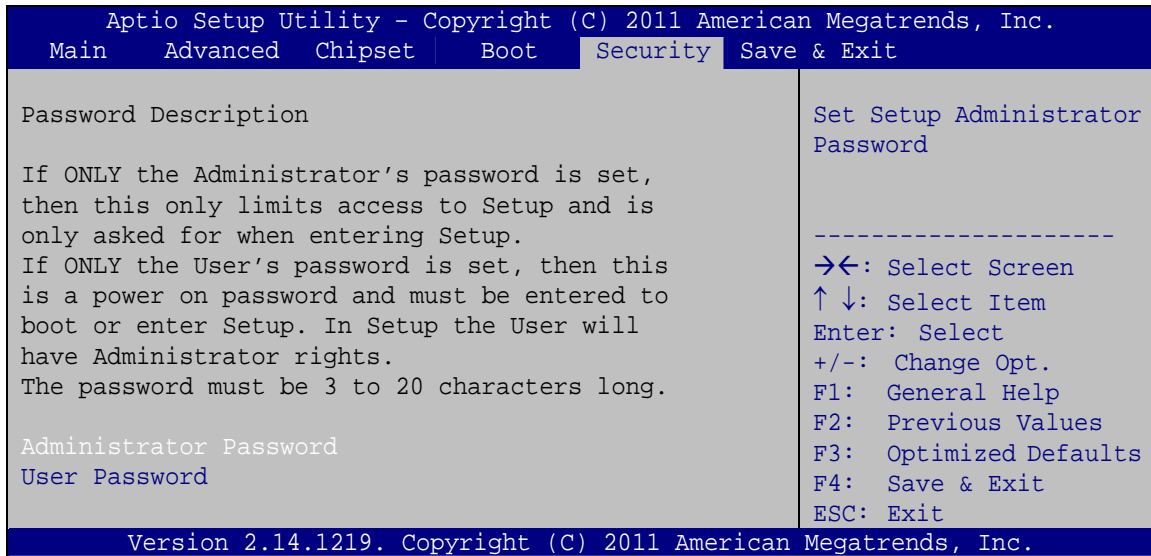 Aptio Setup Utility – Copyright (C) 2011 American Megatrends, Inc.
Main Advanced Chipset Boot Security Save & Exit
Password Description
If ONLY the Administrator’s password is set,
then this only limits access to Setup and is
only asked for when entering Setup.
If ONLY the User’s password is set, then this
is a power on password and must be entered to
boot or enter Setup. In Setup the User will
have Administrator rights.
The password must be 3 to 20 characters long.
Administrator Password
User Password
Set Setup Administrator
Password
---------------------
→←: Select Screen
↑ ↓: Select Item
Enter: Select
+/-: Change Opt.
F1: General Help
F2: Previous Values
F3: Optimized Defaults
F4: Save & Exit
ESC: Exit
Version 2.14.1219. Copyright (C) 2011 American Megatrends, Inc.